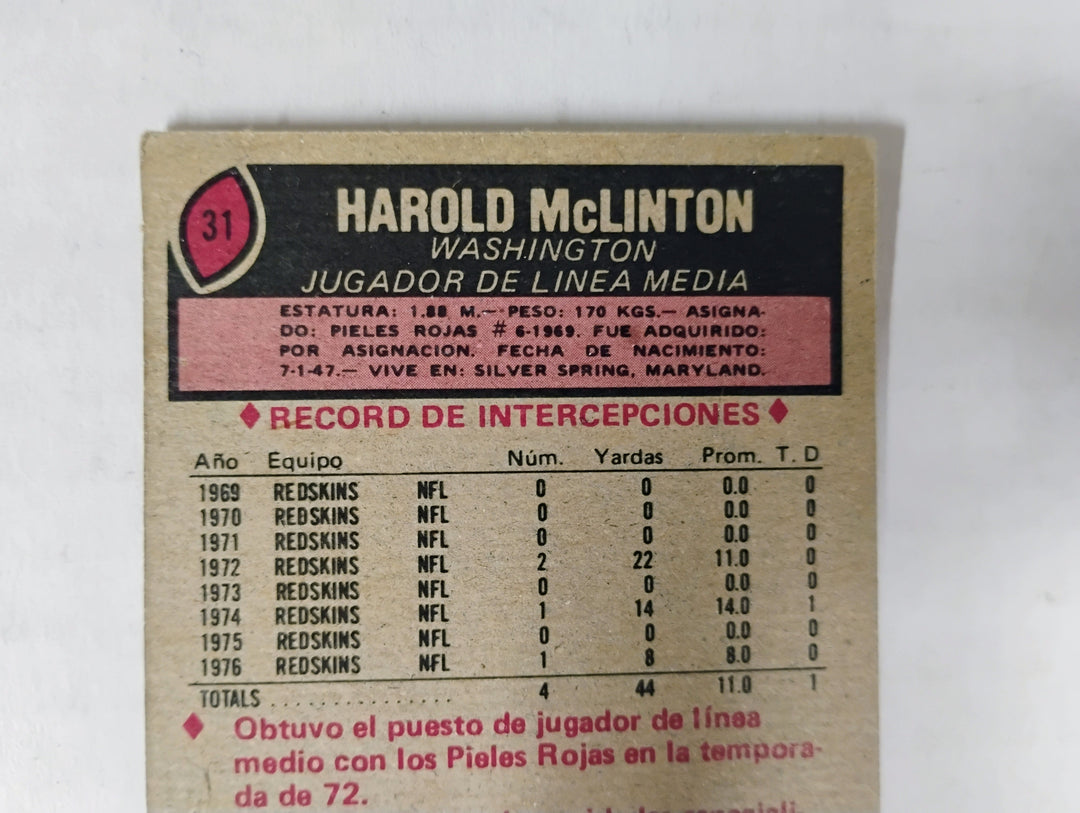 31
HAROLD McLINTON
WASHINGTON
JUGADOR DE LINEA MEDIA
ESTATURA: 1.88 M.— PESO: 170 KGS.— ASIGNA-
DO: PIELES ROJAS # 6-1969. FUE ADQUIRIDO:
POR ASIGNACION. FECHA DE NACIMIENTO:
7-1-47.— VIVE EN: SILVER SPRING, MARYLAND.
RECORD DE INTERCEPCIONES
Año Equipo Núm. Yardas Prom. T. D
1969 REDSKINS NFL 0 0 0.0 0
1970 REDSKINS NFL 0 0 0.0 0
1971 REDSKINS NFL 0 0 0.0 0
1972 REDSKINS NFL 2 22 11.0 0
1973 REDSKINS NFL 0 0 0.0 0
1974 REDSKINS NFL 1 14 14.0 1
1975 REDSKINS NFL 0 0 0.0 0
1976 REDSKINS NFL 1 8 8.0 0
TOTALS . . . . . . . . . . . . . . . 4 44 11.0 1
Obtuvo el puesto de jugador de línea
medio con los Pieles Rojas en la tempora-
da de 72.